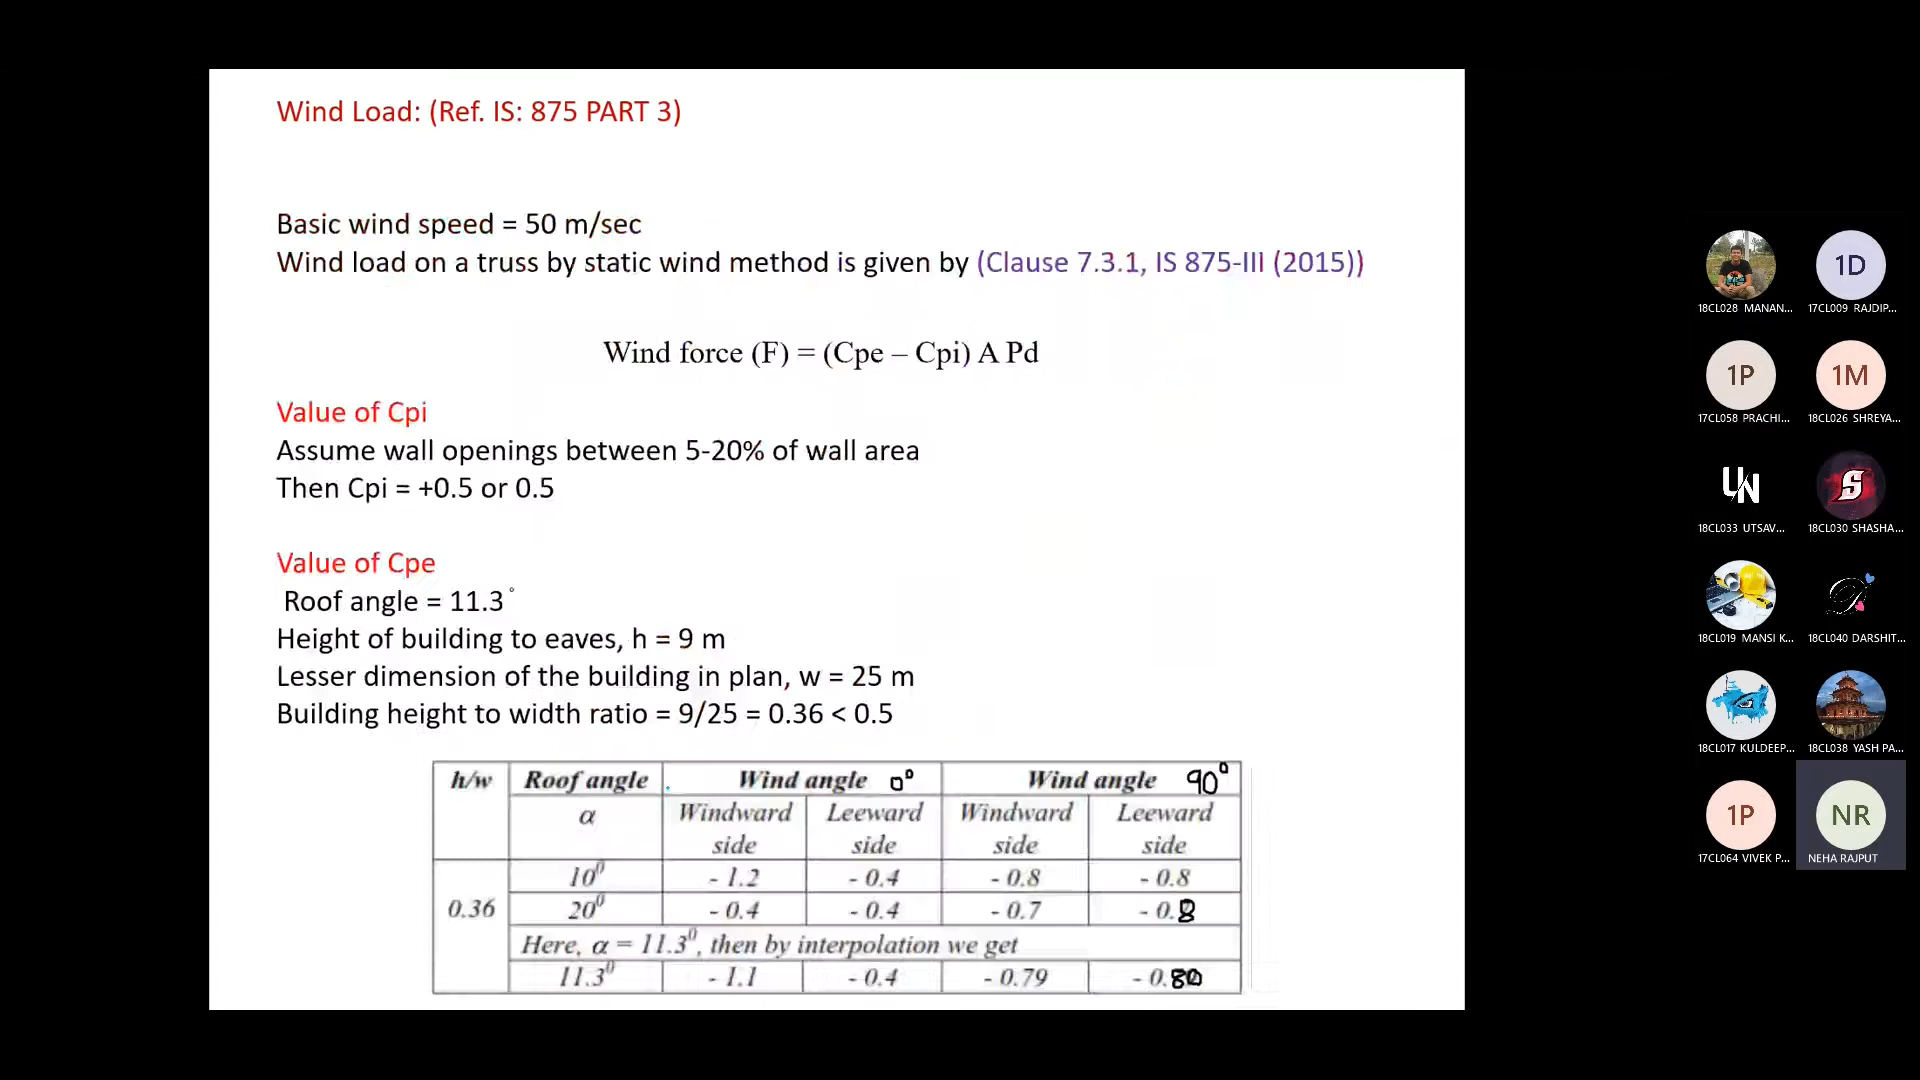 Wind Load: (Ref. IS: 875 PART 3)
Basic wind speed = 50 m/sec
Wind load on a truss by static wind method is given by (Clause 7.3.1, IS 875-III (2015))
Wind force (F) = (Cpe – Cpi) A Pd
Value of Cpi
Assume wall openings between 5-20% of wall area
Then Cpi = +0.5 or 0.5
Value of Cpe
Roof angle = 11.3°
Height of building to eaves, h = 9 m
Lesser dimension of the building in plan, w = 25 m
Building height to width ratio = 9/25 = 0.36 < 0.5
h/w Roof angle Wind angle 0° Wind angle 90°
α Windward side Leeward side Windward side Leeward side
10⁰ - 1.2 - 0.4 - 0.8 - 0.8
0.36 20⁰ - 0.4 - 0.4 - 0.7 - 0.8
Here, α = 11.3⁰, then by interpolation we get
11.3⁰ - 1.1 - 0.4 - 0.79 - 0.80
18CL028 MANAN...
1D
17CL009 RAJDIP...
1P
17CL058 PRACHI...
1M
18CL026 SHREYA...
UN
18CL033 UTSAV...
S
18CL030 SHASHA...
18CL019 MANSI K...
18CL040 DARSHIT...
18CL017 KULDEEP...
18CL038 YASH PA...
1P
17CL064 VIVEK P...
NR
NEHA RAJPUT